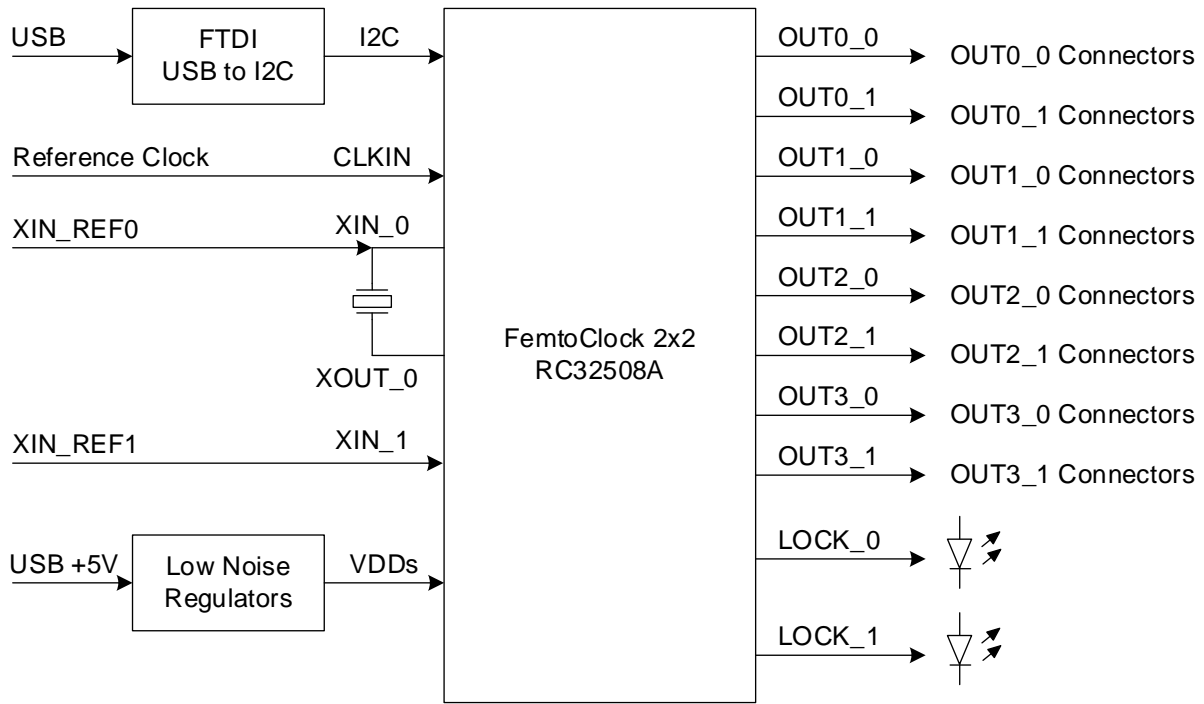 USB
FTDI
USB to I2C
I2C
Reference Clock
CLKIN
XIN_REF0
XIN_0
XOUT_0
XIN_REF1
XIN_1
USB +5V
Low Noise
Regulators
VDDs
FemtoClock 2x2
RC32508A
OUT0_0
OUT0_0 Connectors
OUT0_1
OUT0_1 Connectors
OUT1_0
OUT1_0 Connectors
OUT1_1
OUT1_1 Connectors
OUT2_0
OUT2_0 Connectors
OUT2_1
OUT2_1 Connectors
OUT3_0
OUT3_0 Connectors
OUT3_1
OUT3_1 Connectors
LOCK_0
LOCK_1